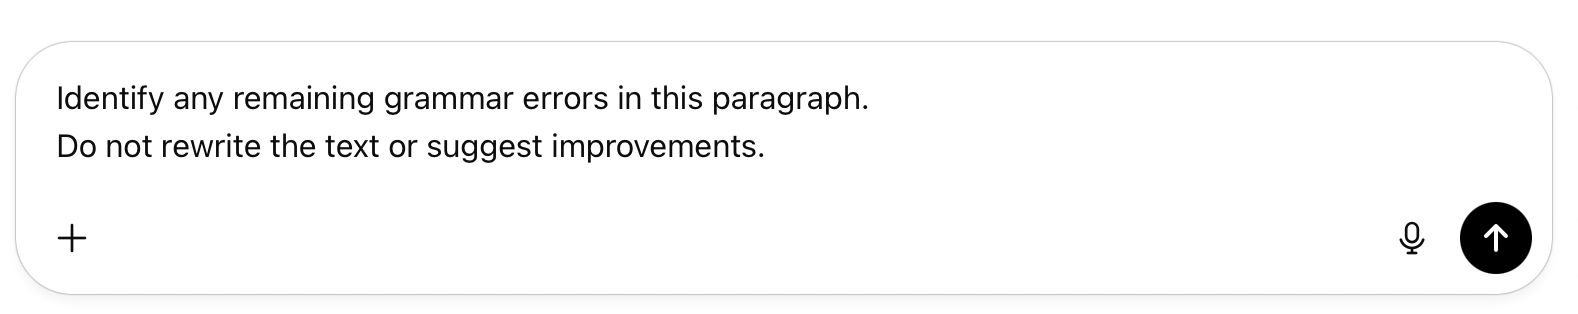 Identify any remaining grammar errors in this paragraph.
Do not rewrite the text or suggest improvements.